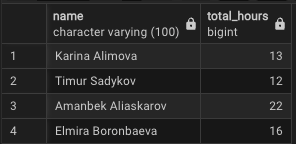 name total_hours
character varying (100) bigint
1 Karina Alimova 13
2 Timur Sadykov 12
3 Amanbek Aliaskarov 22
4 Elmira Boronbaeva 16